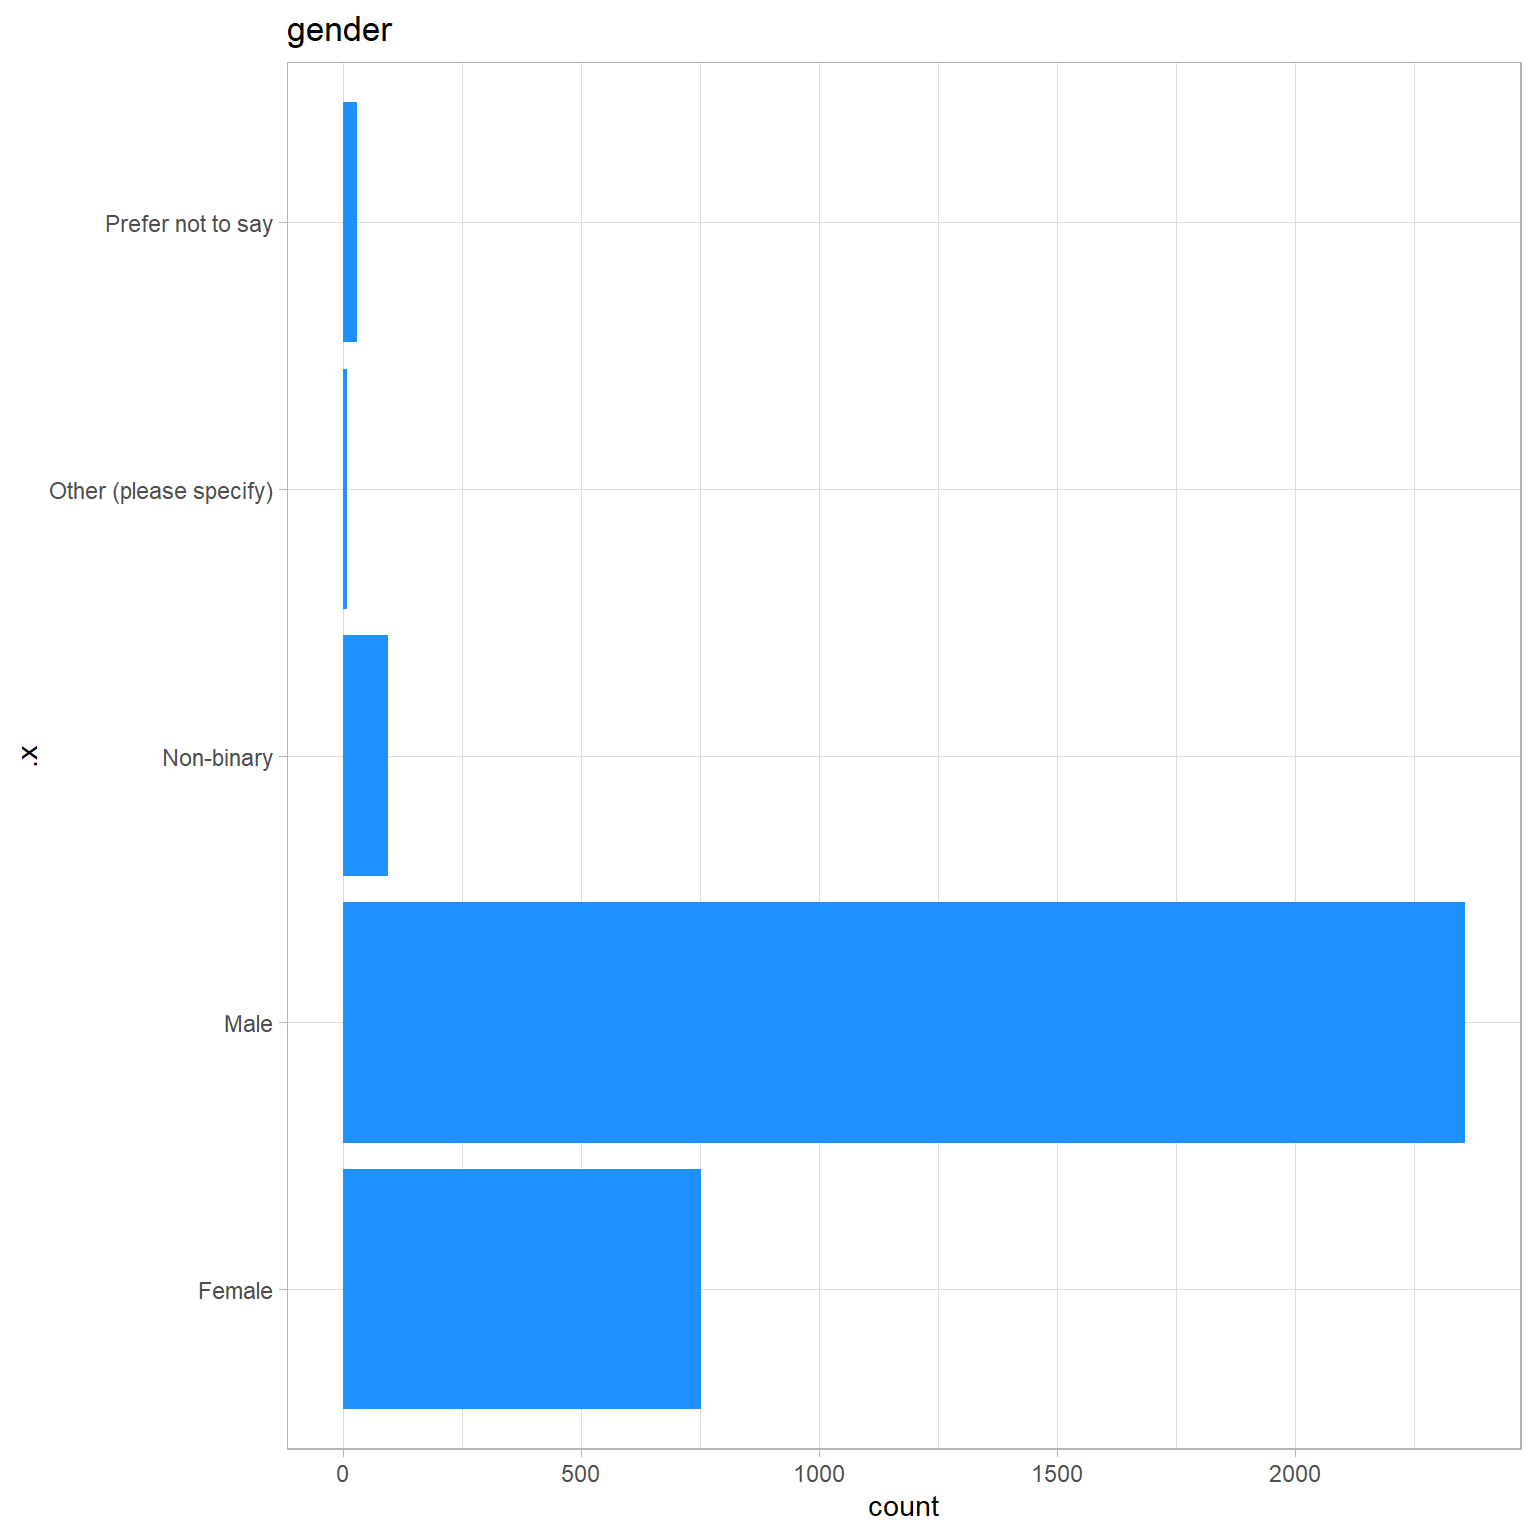 gender
Prefer not to say
Other (please specify)
Non-binary
Male
Female
.x
0 500 1000 1500 2000
count